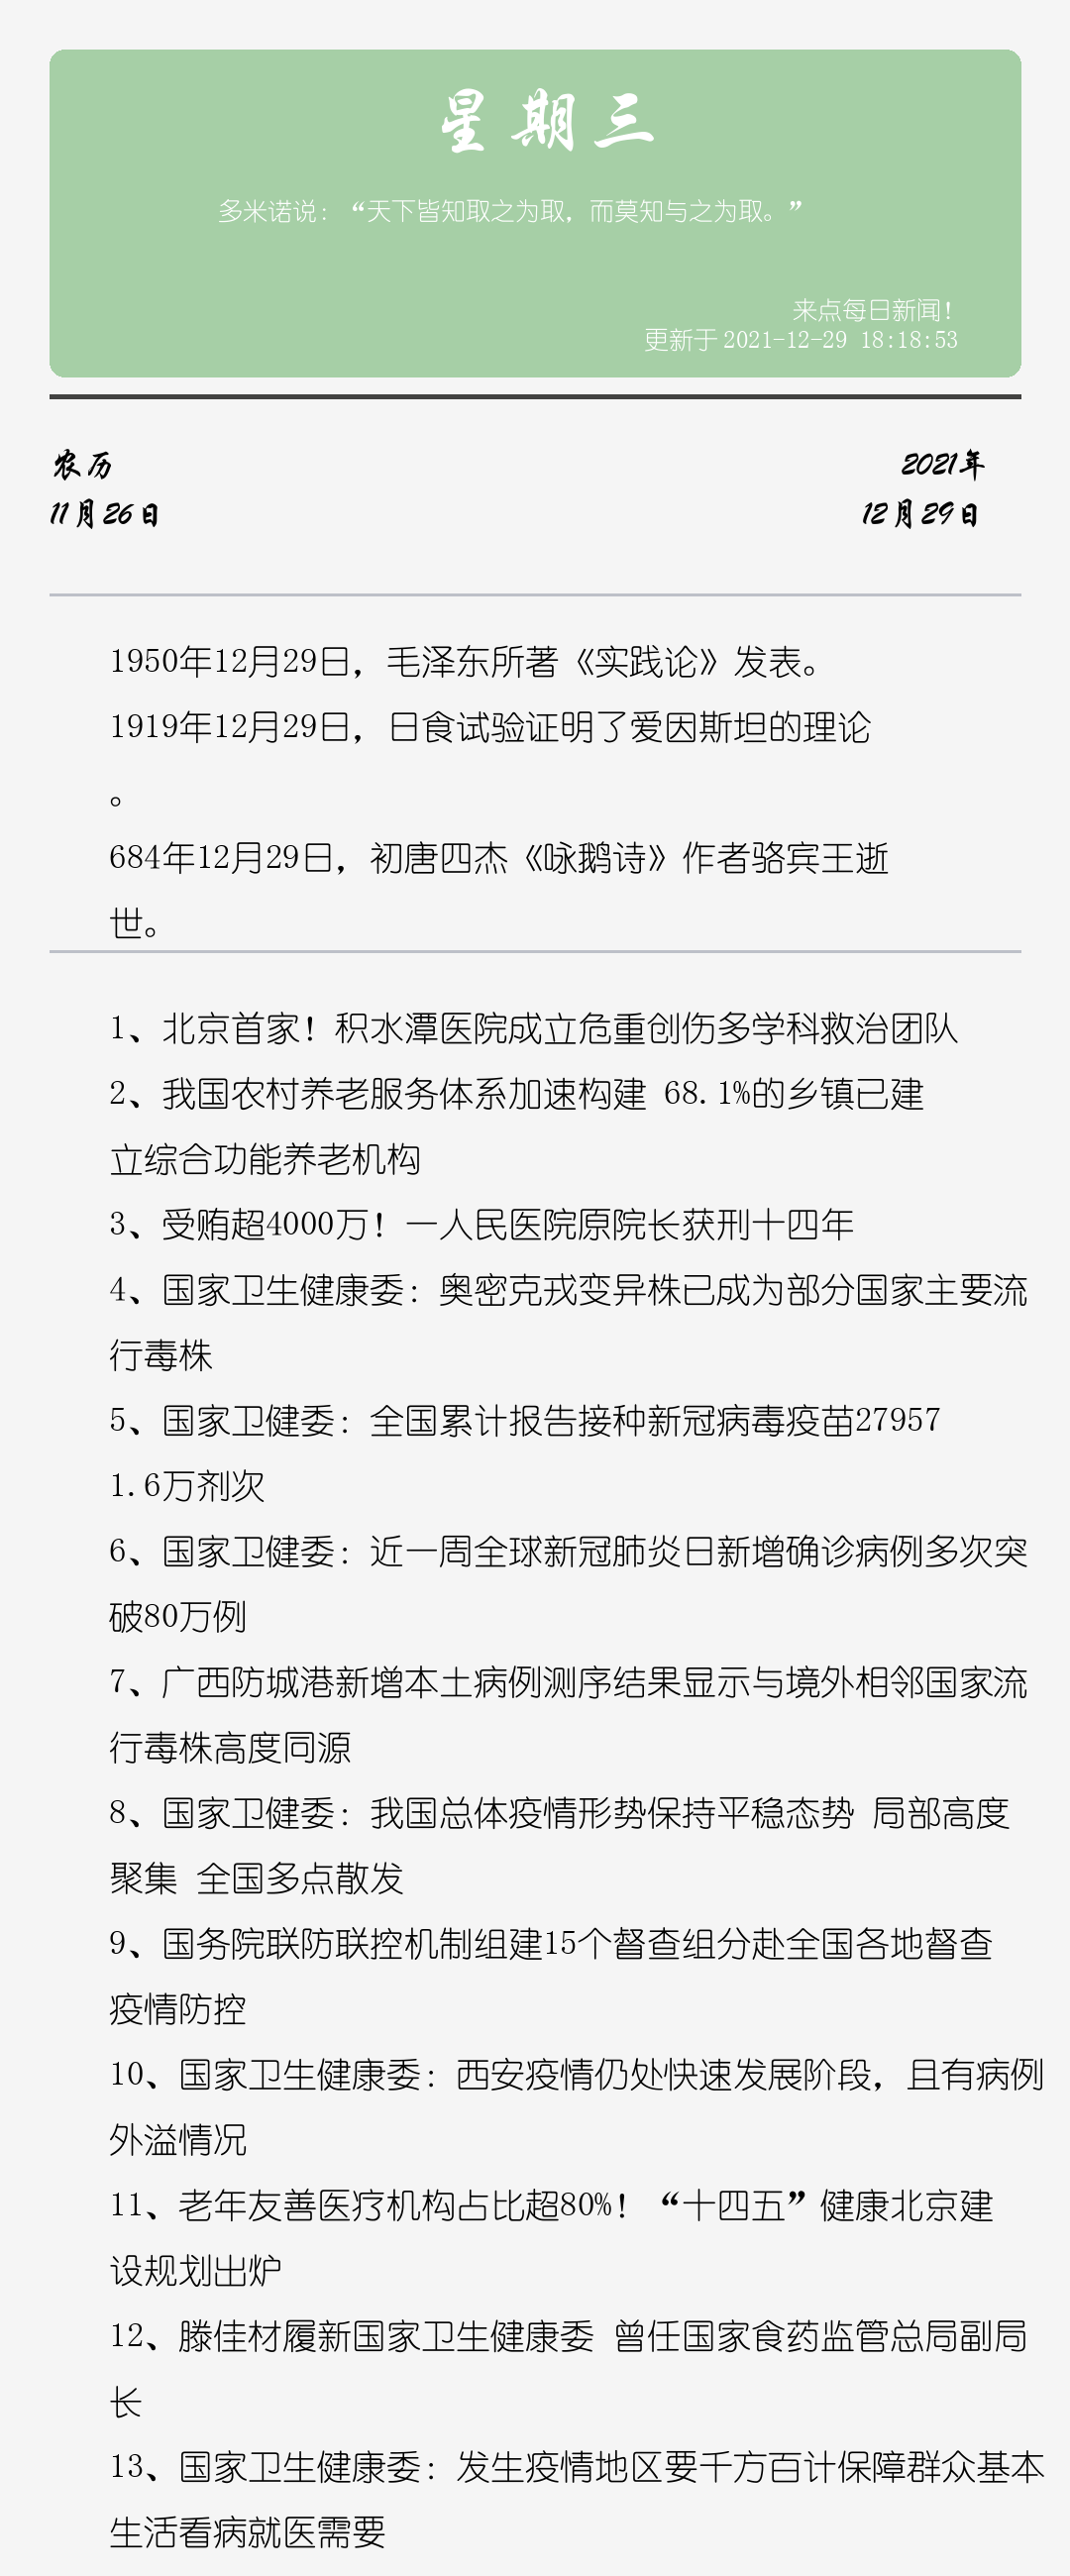 星期三
多米诺说：“天下皆知取之为取，而莫知与之为取。”
来点每日新闻！
更新于 2021-12-29 18:18:53
农历
11月26日
2021年
12月29日
1950年12月29日，毛泽东所著《实践论》发表。
1919年12月29日，日食试验证明了爱因斯坦的理论
。
684年12月29日，初唐四杰《咏鹅诗》作者骆宾王逝
世。
1、北京首家！积水潭医院成立危重创伤多学科救治团队
2、我国农村养老服务体系加速构建 68.1%的乡镇已建
立综合功能养老机构
3、受贿超4000万！一人民医院原院长获刑十四年
4、国家卫生健康委：奥密克戎变异株已成为部分国家主要流
行毒株
5、国家卫健委：全国累计报告接种新冠病毒疫苗27957
1.6万剂次
6、国家卫健委：近一周全球新冠肺炎日新增确诊病例多次突
破80万例
7、广西防城港新增本土病例测序结果显示与境外相邻国家流
行毒株高度同源
8、国家卫健委：我国总体疫情形势保持平稳态势 局部高度
聚集 全国多点散发
9、国务院联防联控机制组建15个督查组分赴全国各地督查
疫情防控
10、国家卫生健康委：西安疫情仍处快速发展阶段，且有病例
外溢情况
11、老年友善医疗机构占比超80%！“十四五”健康北京建
设规划出炉
12、滕佳材履新国家卫生健康委 曾任国家食药监管总局副局
长
13、国家卫生健康委：发生疫情地区要千方百计保障群众基本
生活看病就医需要